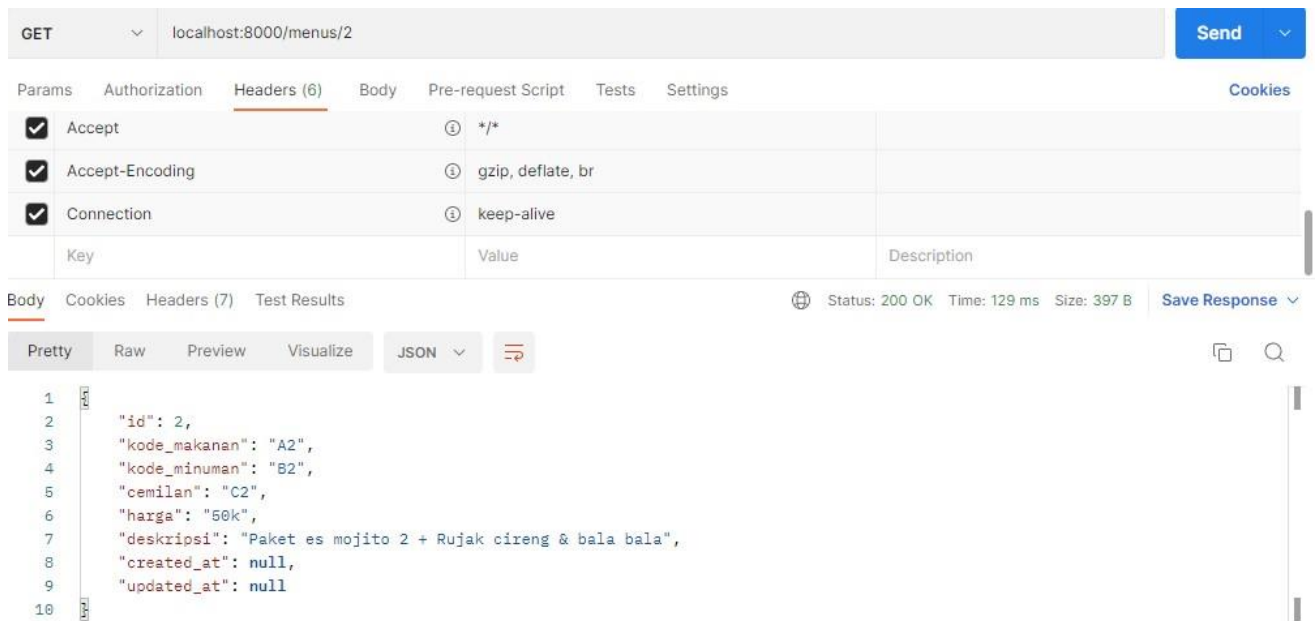 GET localhost:8000/menus/2 Send
Params Authorization Headers (6) Body Pre-request Script Tests Settings Cookies
Accept */*
Accept-Encoding gzip, deflate, br
Connection keep-alive
Key Value Description
Body Cookies Headers (7) Test Results Status: 200 OK Time: 129 ms Size: 397 B Save Response
Pretty Raw Preview Visualize JSON
1 {
2 "id": 2,
3 "kode_makanan": "A2",
4 "kode_minuman": "B2",
5 "cemilan": "C2",
6 "harga": "50k",
7 "deskripsi": "Paket es mojito 2 + Rujak cireng & bala bala",
8 "created_at": null,
9 "updated_at": null
10 }